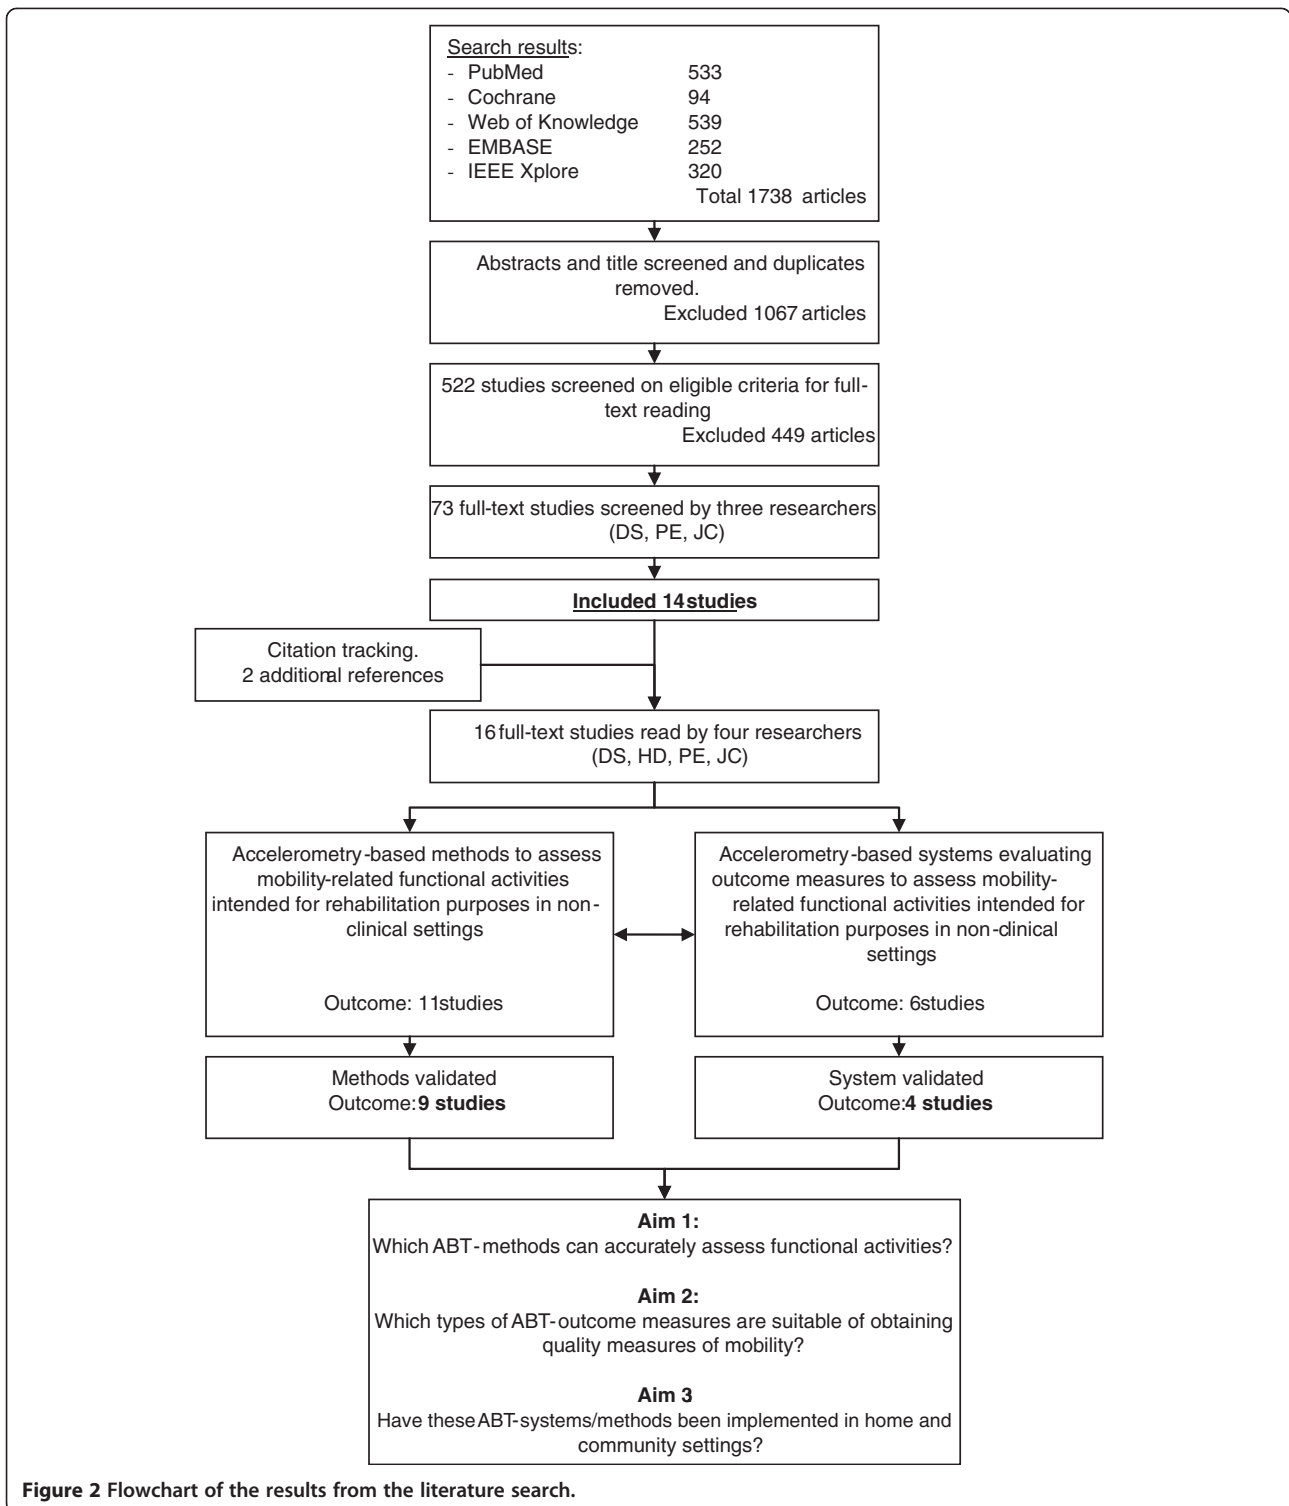 Search results:
- PubMed 533
- Cochrane 94
- Web of Knowledge 539
- EMBASE 252
- IEEE Xplore 320
Total 1738 articles
Abstracts and title screened and duplicates
removed.
Excluded 1067 articles
522 studies screened on eligible criteria for full-
text reading
Excluded 449 articles
73 full-text studies screened by three researchers
(DS, PE, JC)
Included 14 studies
Citation tracking.
2 additional references
16 full-text studies read by four researchers
(DS, HD, PE, JC)
Accelerometry-based methods to assess
mobility-related functional activities
intended for rehabilitation purposes in non-
clinical settings
Outcome: 11 studies
Accelerometry-based systems evaluating
outcome measures to assess mobility-
related functional activities intended for
rehabilitation purposes in non-clinical
settings
Outcome: 6 studies
Methods validated
Outcome: 9 studies
System validated
Outcome: 4 studies
Aim 1:
Which ABT-methods can accurately assess functional activities?
Aim 2:
Which types of ABT-outcome measures are suitable of obtaining
quality measures of mobility?
Aim 3
Have these ABT-systems/methods been implemented in home and
community settings?
Figure 2 Flowchart of the results from the literature search.